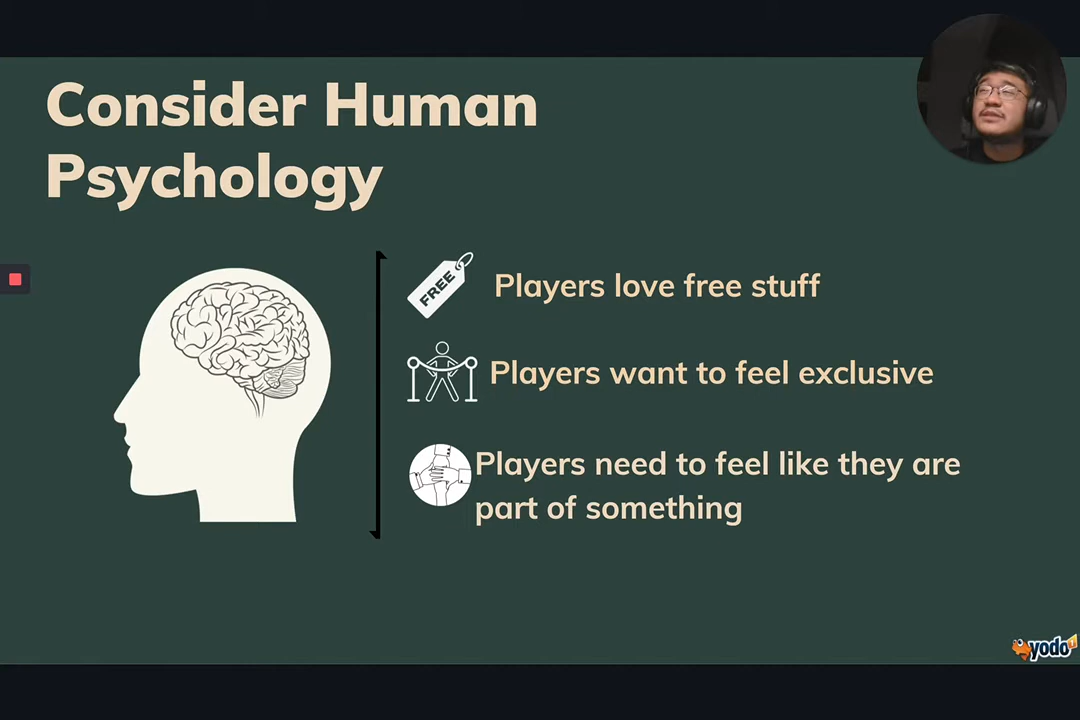 Consider Human
Psychology
FREE
Players love free stuff
Players want to feel exclusive
Players need to feel like they are
part of something
yodo1